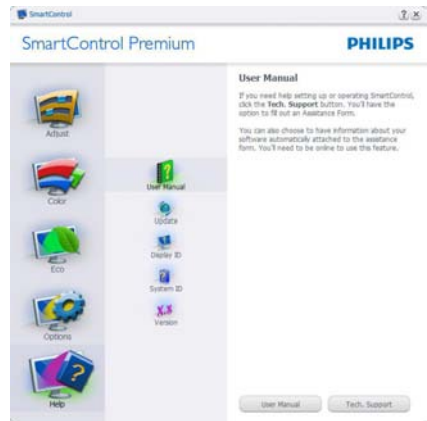 SmartControl
SmartControl Premium
PHILIPS
Adjust
Color
Eco
Options
Help
User Manual
Update
Display ID
System ID
X.X
Version
User Manual
If you need help setting up or operating SmartControl,
click the Tech. Support button. You'll have the
option to fill out an Assistance Form.
You can also choose to have information about your
software automatically attached to the assistance
form. You'll need to be online to use this feature.
User Manual
Tech. Support